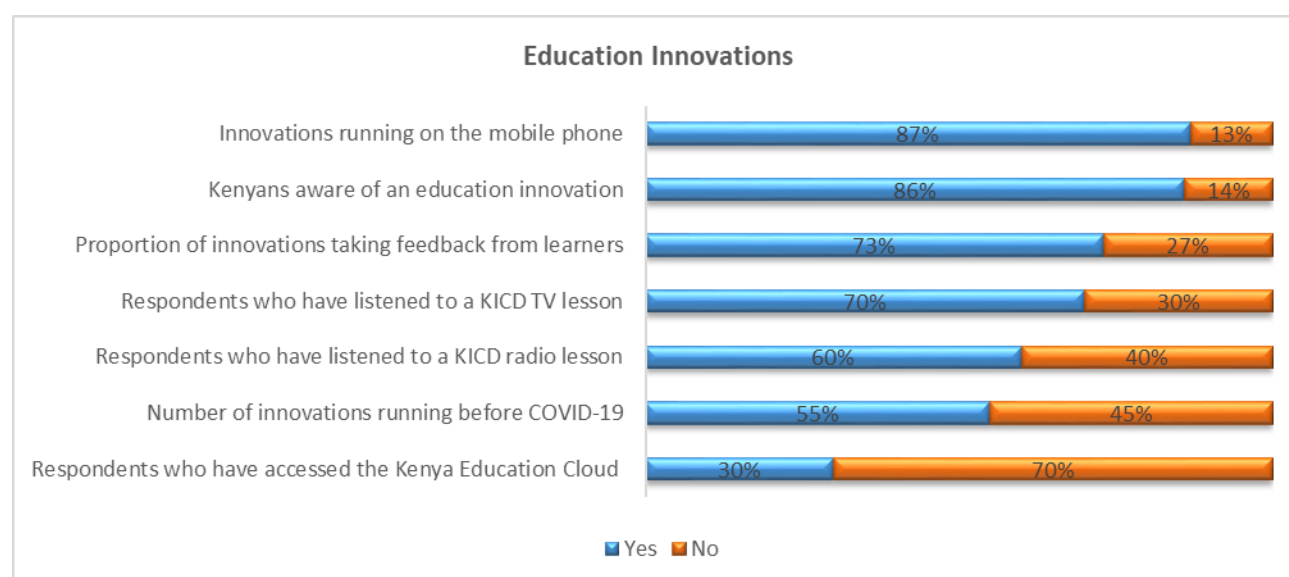 Education Innovations
Innovations running on the mobile phone 87% 13%
Kenyans aware of an education innovation 86% 14%
Proportion of innovations taking feedback from learners 73% 27%
Respondents who have listened to a KICD TV lesson 70% 30%
Respondents who have listened to a KICD radio lesson 60% 40%
Number of innovations running before COVID-19 55% 45%
Respondents who have accessed the Kenya Education Cloud 30% 70%
Yes No